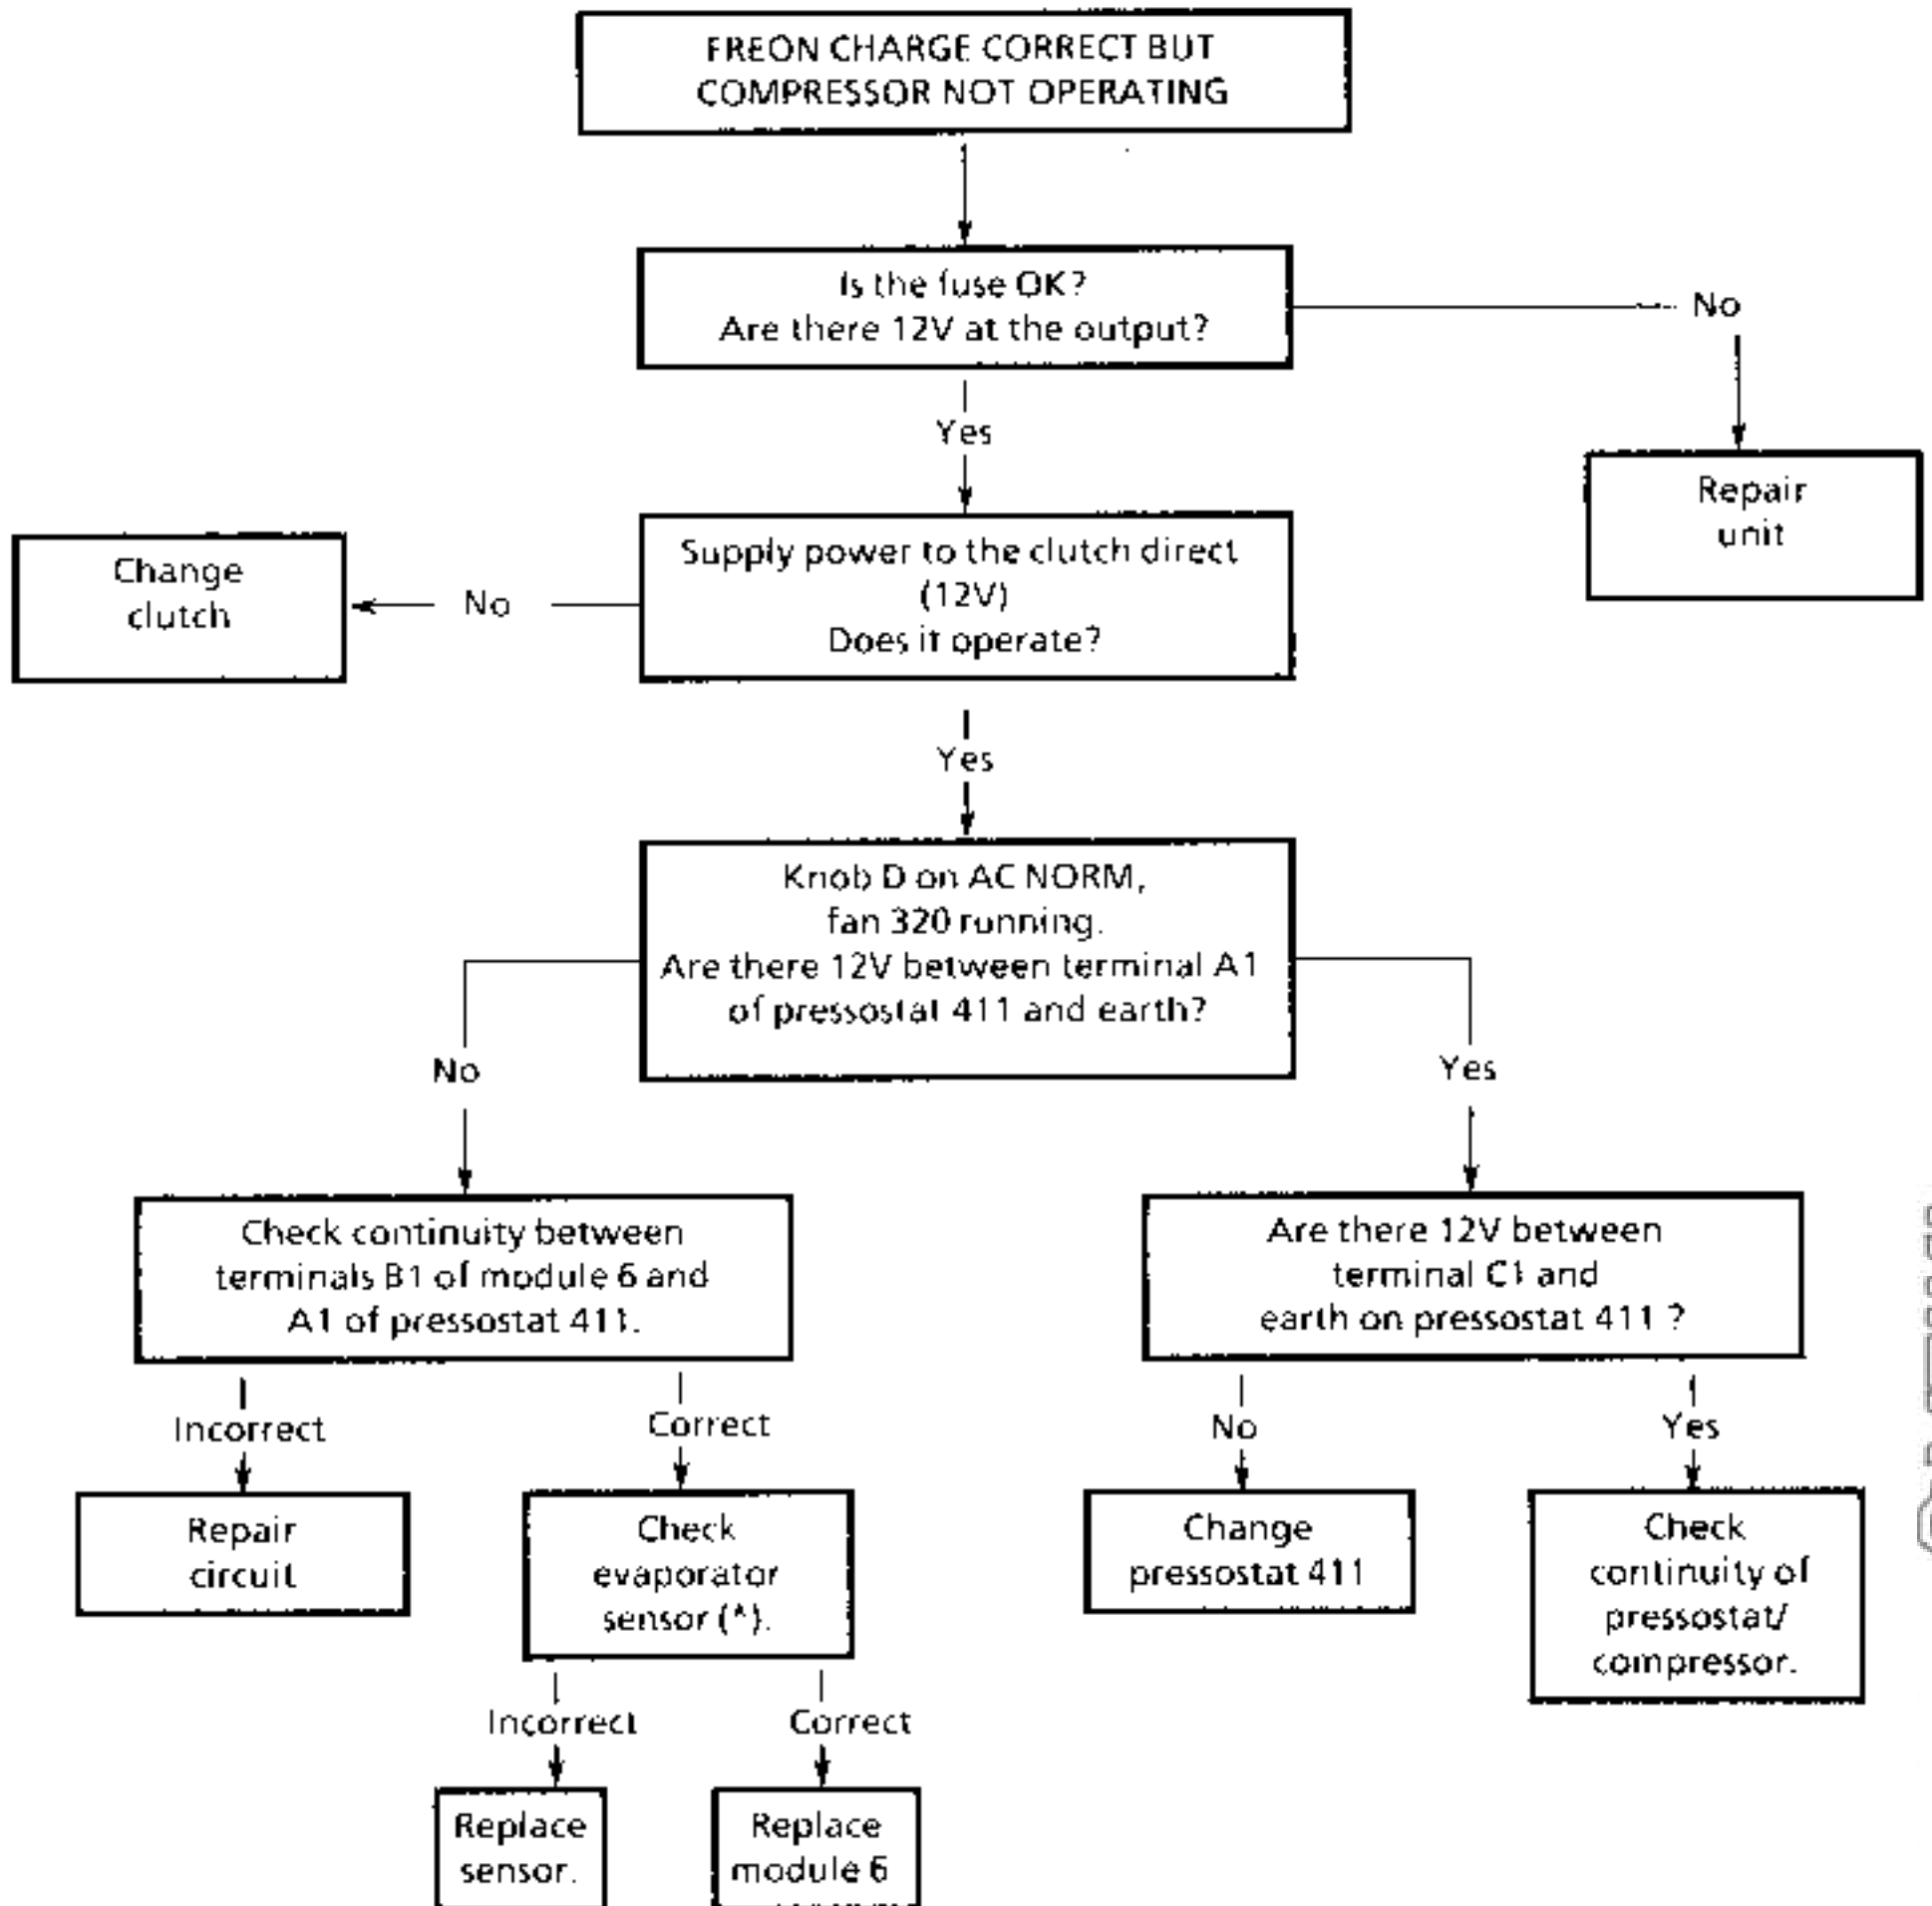 FREON CHARGE CORRECT BUT
COMPRESSOR NOT OPERATING
Is the fuse OK?
Are there 12V at the output?
No
Yes
Repair
unit
Supply power to the clutch direct
(12V)
Does it operate?
No
Change
clutch
Yes
Knob D on AC NORM,
fan 320 running.
Are there 12V between terminal A1
of pressostat 411 and earth?
No
Yes
Check continuity between
terminals B1 of module 6 and
A1 of pressostat 411.
Are there 12V between
terminal C1 and
earth on pressostat 411 ?
Incorrect
Correct
No
Yes
Repair
circuit
Check
evaporator
sensor (*).
Change
pressostat 411
Check
continuity of
pressostat/
compressor.
Incorrect
Correct
Replace
sensor.
Replace
module 6